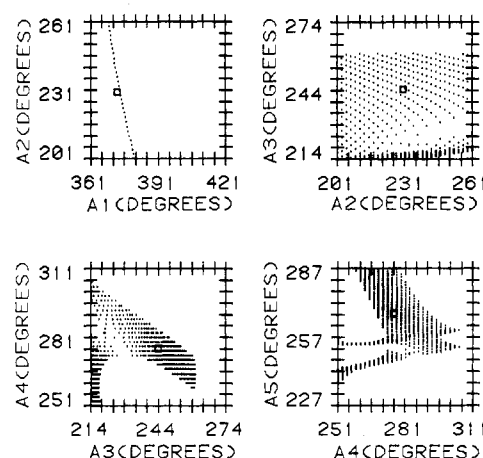 261
231
201
A2(DEGREES)
361 391 421
A1(DEGREES)
274
244
214
A3(DEGREES)
201 231 261
A2(DEGREES)
311
281
251
A4(DEGREES)
214 244 274
A3(DEGREES)
287
257
227
A5(DEGREES)
251 281 311
A4(DEGREES)